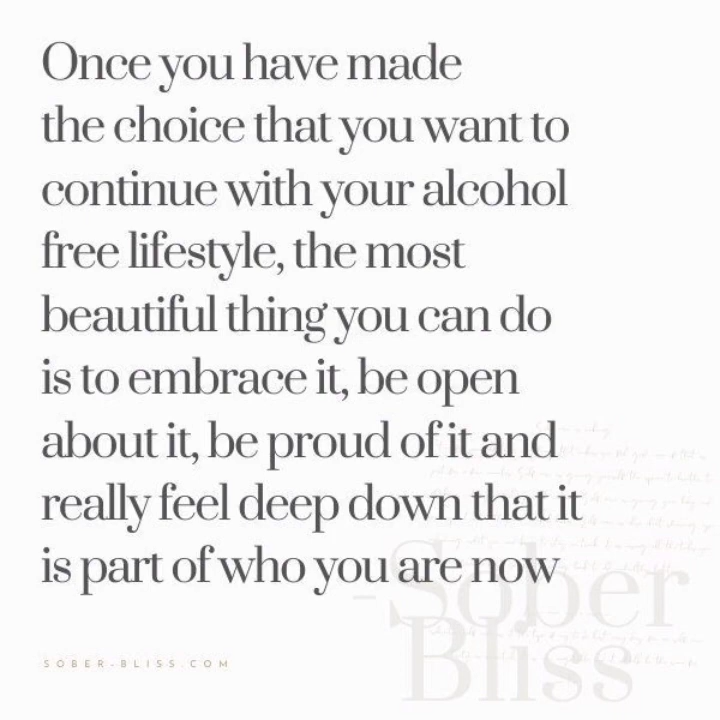 Once you have made
the choice that you want to
continue with your alcohol
free lifestyle, the most
beautiful thing you can do
is to embrace it, be open
about it, be proud of it and
really feel deep down that it
is part of who you are now
-Sober
Bliss
SOBER-BLISS.COM